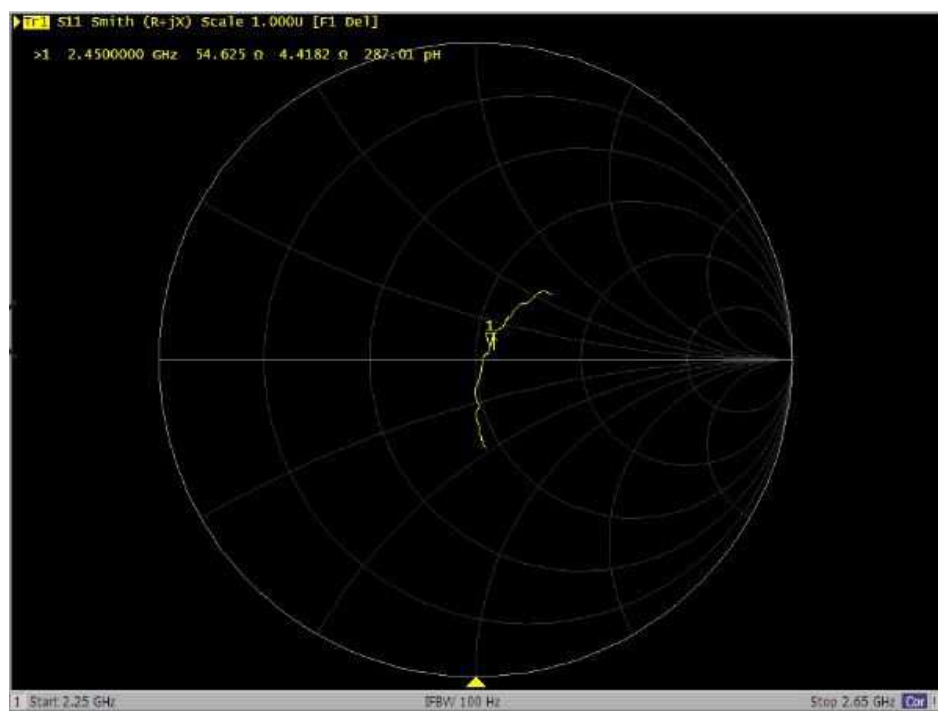 Tr1 S11 Smith (R+jX) Scale 1.000U [F1 Del]
>1 2.4500000 GHz 54.625 Ω 4.4182 Ω 287.01 pH
1
1 Start 2.25 GHz IFBW 100 Hz Stop 2.65 GHz Cor !